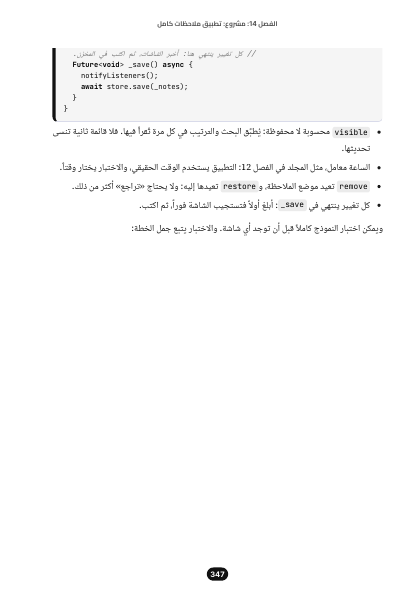 الفصل 14: مشروع: تطبيق ملاحظات كامل
// كل تغيير ينتهي هنا: أخبر الشاشات، ثم اكتب في المخزن.
Future<void> _save() async {
notifyListeners();
await store.save(_notes);
}
}
• visible محسوبة لا محفوظة: يُطبَّق البحث والترتيب في كل مرة تُقرأ فيها. فلا قائمة ثانية تنسى
تحديثها.
• الساعة معامل، مثل المجلد في الفصل 12: التطبيق يستخدم الوقت الحقيقي، والاختبار يختار وقتاً.
• remove تعيد موضع الملاحظة، و restore تعيدها إليه: ولا يحتاج «تراجع» أكثر من ذلك.
• كل تغيير ينتهي في _save: أبلغ أولاً فتستجيب الشاشة فوراً، ثم اكتب.
ويمكن اختبار النموذج كاملاً قبل أن توجد أي شاشة. والاختبار يتبع جمل الخطة:
347